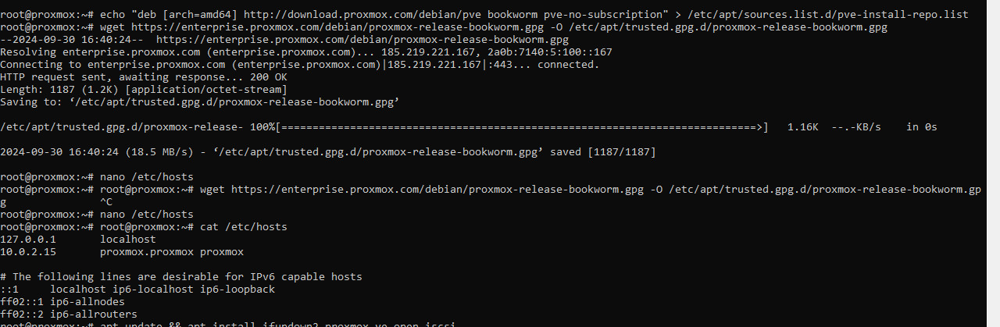 root@proxmox:~# echo "deb [arch=amd64] http://download.proxmox.com/debian/pve bookworm pve-no-subscription" > /etc/apt/sources.list.d/pve-install-repo.list
root@proxmox:~# wget https://enterprise.proxmox.com/debian/proxmox-release-bookworm.gpg -O /etc/apt/trusted.gpg.d/proxmox-release-bookworm.gpg
--2024-09-30 16:40:24--  https://enterprise.proxmox.com/debian/proxmox-release-bookworm.gpg
Resolving enterprise.proxmox.com (enterprise.proxmox.com)... 185.219.221.167, 2a0b:7140:5:100::167
Connecting to enterprise.proxmox.com (enterprise.proxmox.com)|185.219.221.167|:443... connected.
HTTP request sent, awaiting response... 200 OK
Length: 1187 (1.2K) [application/octet-stream]
Saving to: ‘/etc/apt/trusted.gpg.d/proxmox-release-bookworm.gpg’
/etc/apt/trusted.gpg.d/proxmox-release- 100%[============================================================================>]   1.16K  --.-KB/s    in 0s
2024-09-30 16:40:24 (18.5 MB/s) - ‘/etc/apt/trusted.gpg.d/proxmox-release-bookworm.gpg’ saved [1187/1187]
root@proxmox:~# nano /etc/hosts
root@proxmox:~# root@proxmox:~# wget https://enterprise.proxmox.com/debian/proxmox-release-bookworm.gpg -O /etc/apt/trusted.gpg.d/proxmox-release-bookworm.gp
g               ^C
root@proxmox:~# nano /etc/hosts
root@proxmox:~# root@proxmox:~# cat /etc/hosts
127.0.0.1       localhost
10.0.2.15       proxmox.proxmox proxmox
# The following lines are desirable for IPv6 capable hosts
::1     localhost ip6-localhost ip6-loopback
ff02::1 ip6-allnodes
ff02::2 ip6-allrouters
root@proxmox:~# apt update && apt install ifupdown2 proxmox-ve open-iscsi